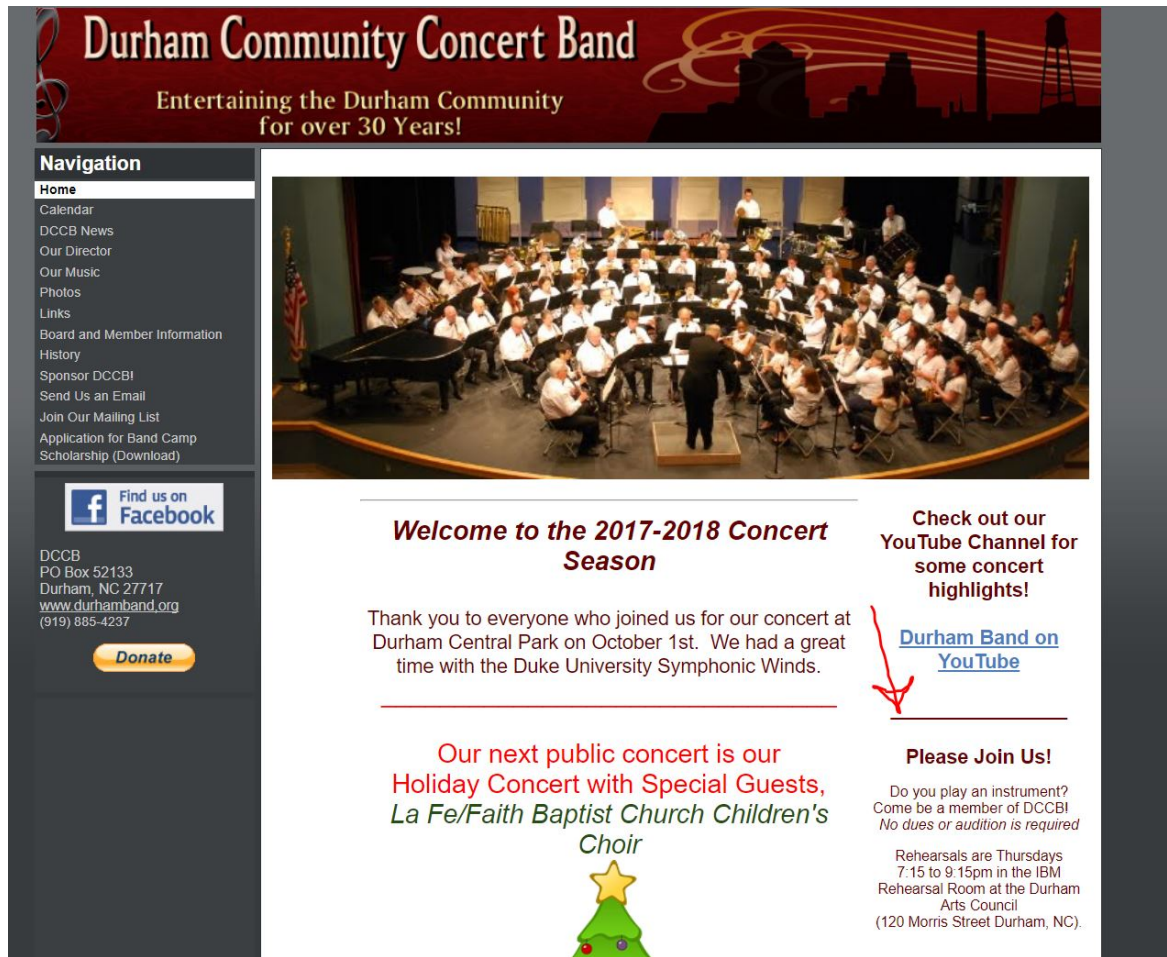 Durham Community Concert Band
Entertaining the Durham Community
for over 30 Years!
Navigation
Home
Calendar
DCCB News
Our Director
Our Music
Photos
Links
Board and Member Information
History
Sponsor DCCB!
Send Us an Email
Join Our Mailing List
Application for Band Camp
Scholarship (Download)
Find us on
Facebook
DCCB
PO Box 52133
Durham, NC 27717
www.durhamband.org
(919) 885-4237
Donate
Welcome to the 2017-2018 Concert
Season
Thank you to everyone who joined us for our concert at
Durham Central Park on October 1st. We had a great
time with the Duke University Symphonic Winds.
Our next public concert is our
Holiday Concert with Special Guests,
La Fe/Faith Baptist Church Children's
Choir
Check out our
YouTube Channel for
some concert
highlights!
Durham Band on
YouTube
Please Join Us!
Do you play an instrument?
Come be a member of DCCB!
No dues or audition is required
Rehearsals are Thursdays
7:15 to 9:15pm in the IBM
Rehearsal Room at the Durham
Arts Council
(120 Morris Street Durham, NC).